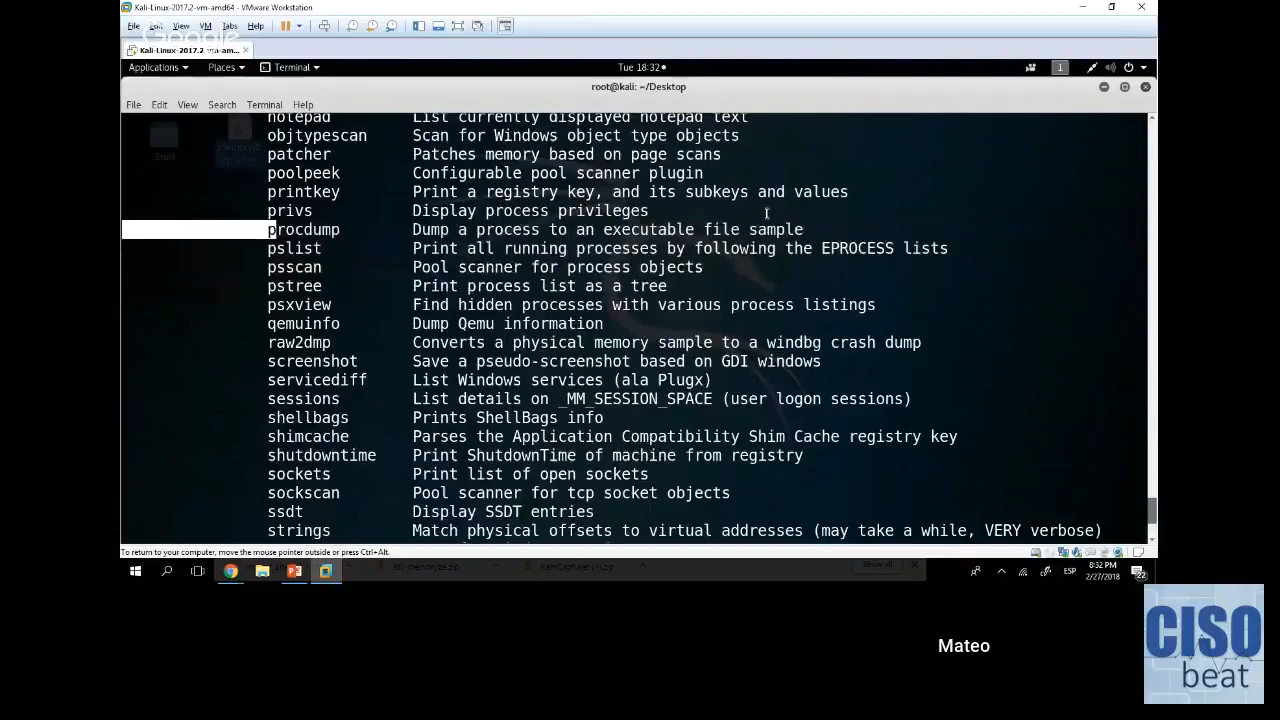 Kali-Linux-2017.2-vm-amd64 - VMware Workstation
File Edit View VM Tabs Help
Google
Kali-Linux-2017.2-vm-am... ×
Applications Places Terminal Tue 18:32 1
root@kali: ~/Desktop
File Edit View Search Terminal Help
notepad List currently displayed notepad text
objtypescan Scan for Windows object type objects
patcher Patches memory based on page scans
poolpeek Configurable pool scanner plugin
printkey Print a registry key, and its subkeys and values
privs Display process privileges
procdump Dump a process to an executable file sample
pslist Print all running processes by following the EPROCESS lists
psscan Pool scanner for process objects
pstree Print process list as a tree
psxview Find hidden processes with various process listings
qemuinfo Dump Qemu information
raw2dmp Converts a physical memory sample to a windbg crash dump
screenshot Save a pseudo-screenshot based on GDI windows
servicediff List Windows services (ala Plugx)
sessions List details on _MM_SESSION_SPACE (user logon sessions)
shellbags Prints ShellBags info
shimcache Parses the Application Compatibility Shim Cache registry key
shutdowntime Print ShutdownTime of machine from registry
sockets Print list of open sockets
sockscan Pool scanner for tcp socket objects
ssdt Display SSDT entries
strings Match physical offsets to virtual addresses (may take a while, VERY verbose)
Stuff
To return to your computer, move the mouse pointer outside or press Ctrl+Alt.
Show all
ESP 8:32 PM
2/27/2018 22
Mateo
CISO
beat